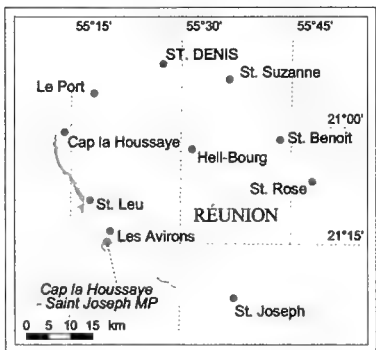 55°15' 55°30' 55°45'
ST. DENIS
St. Suzanne
Le Port
21°00'
Cap la Houssaye
St. Benoit
Hell-Bourg
St. Rose
St. Leu
RÉUNION
Les Avirons
21°15'
Cap la Houssaye
- Saint Joseph MP
St. Joseph
0 5 10 15 km